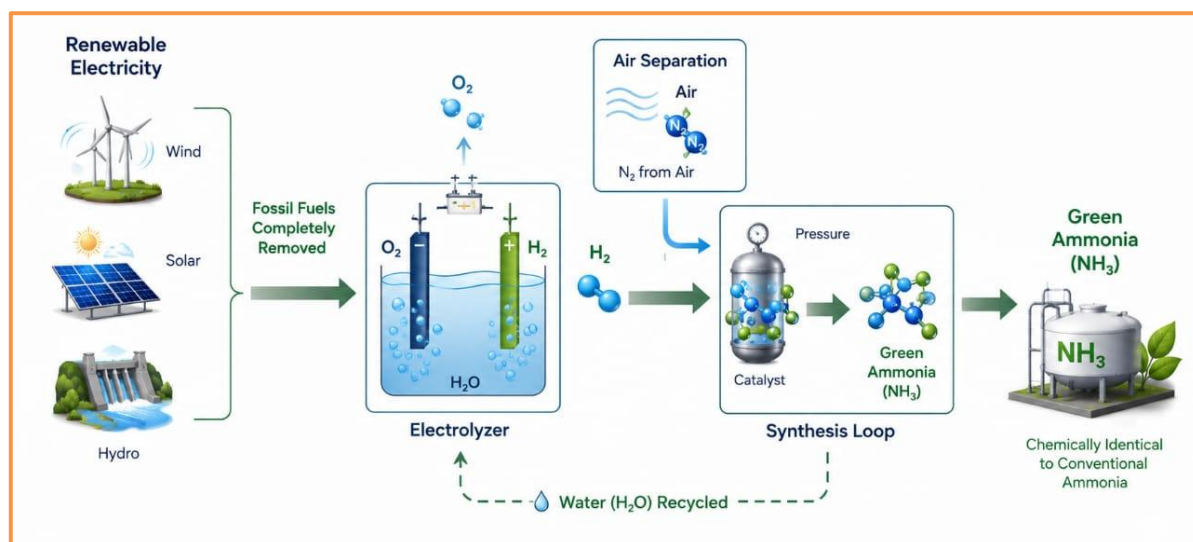 Renewable
Electricity
Wind
Solar
Hydro
Fossil Fuels
Completely
Removed
O₂
O₂
−
+
H₂
H₂O
Electrolyzer
H₂
Air Separation
Air
N₂
N₂
N₂ from Air
Pressure
Catalyst
Green
Ammonia
(NH₃)
Synthesis Loop
Water (H₂O) Recycled
Green
Ammonia
(NH₃)
NH₃
Chemically Identical
to Conventional
Ammonia